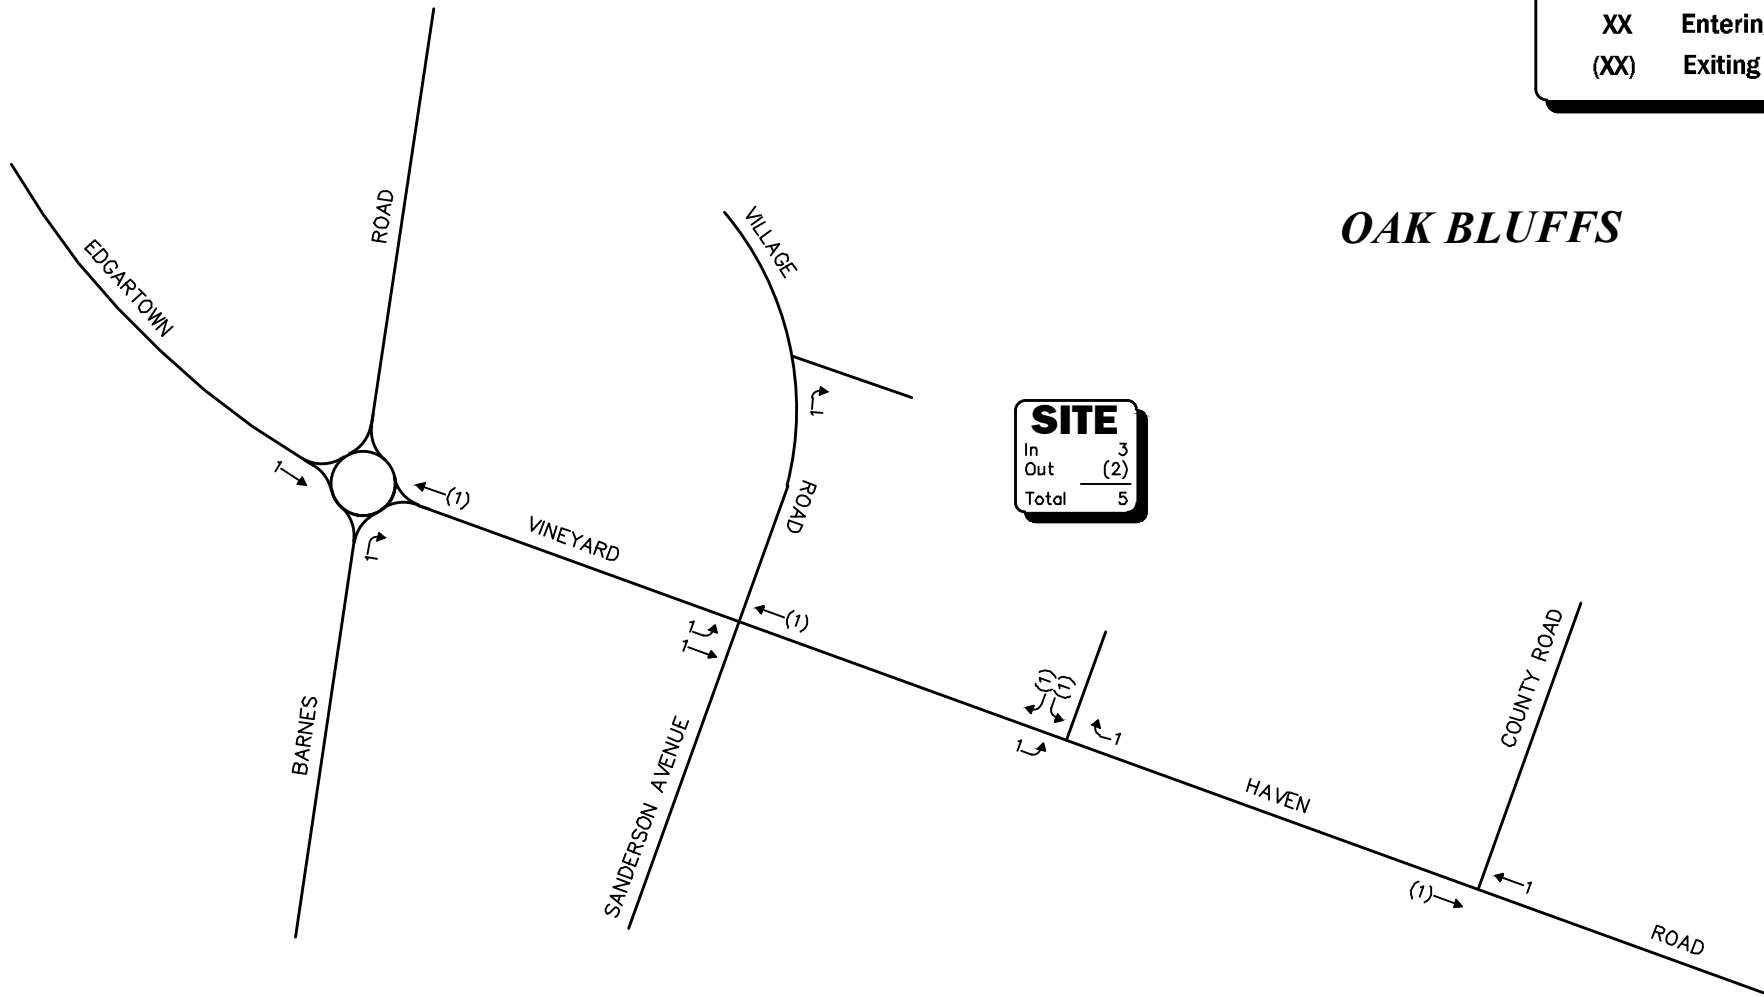 XX Enterin
(XX) Exiting
OAK BLUFFS
ROAD
EDGARTOWN
VILLAGE
1
SITE
In 3
Out (2)
Total 5
1
(1)
1
VINEYARD
ROAD
1
1
(1)
BARNES
SANDERSON AVENUE
(1)
(1)
1
1
HAVEN
COUNTY ROAD
(1)
1
ROAD